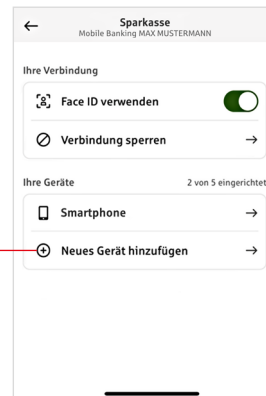 Sparkasse
Mobile Banking MAX MUSTERMANN
Ihre Verbindung
Face ID verwenden
Verbindung sperren
Ihre Geräte 2 von 5 eingerichtet
Smartphone
Neues Gerät hinzufügen